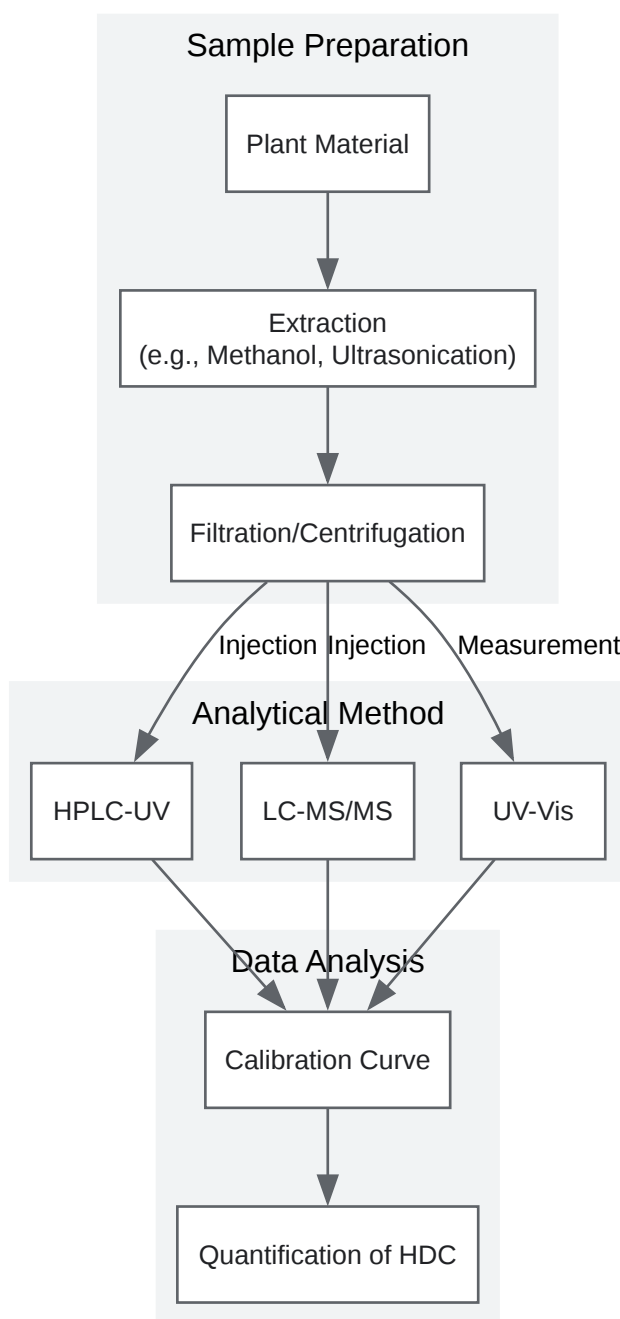 Sample Preparation
Plant Material
Extraction
(e.g., Methanol, Ultrasonication)
Filtration/Centrifugation
Injection
Injection
Measurement
Analytical Method
HPLC-UV
LC-MS/MS
UV-Vis
Data Analysis
Calibration Curve
Quantification of HDC